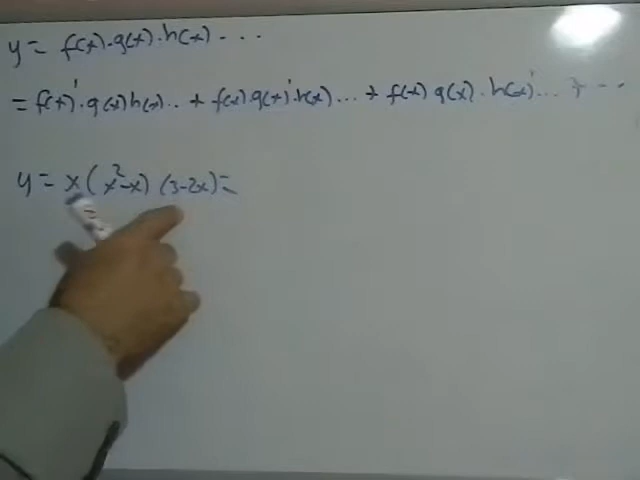 y = f(x).g(x).h(x)...
= f(x)'.g(x)h(x)... + f(x).g(x)'.h(x)... + f(x) g(x).h(x)'... + ...
y = x(x²-x)(3-2x)=